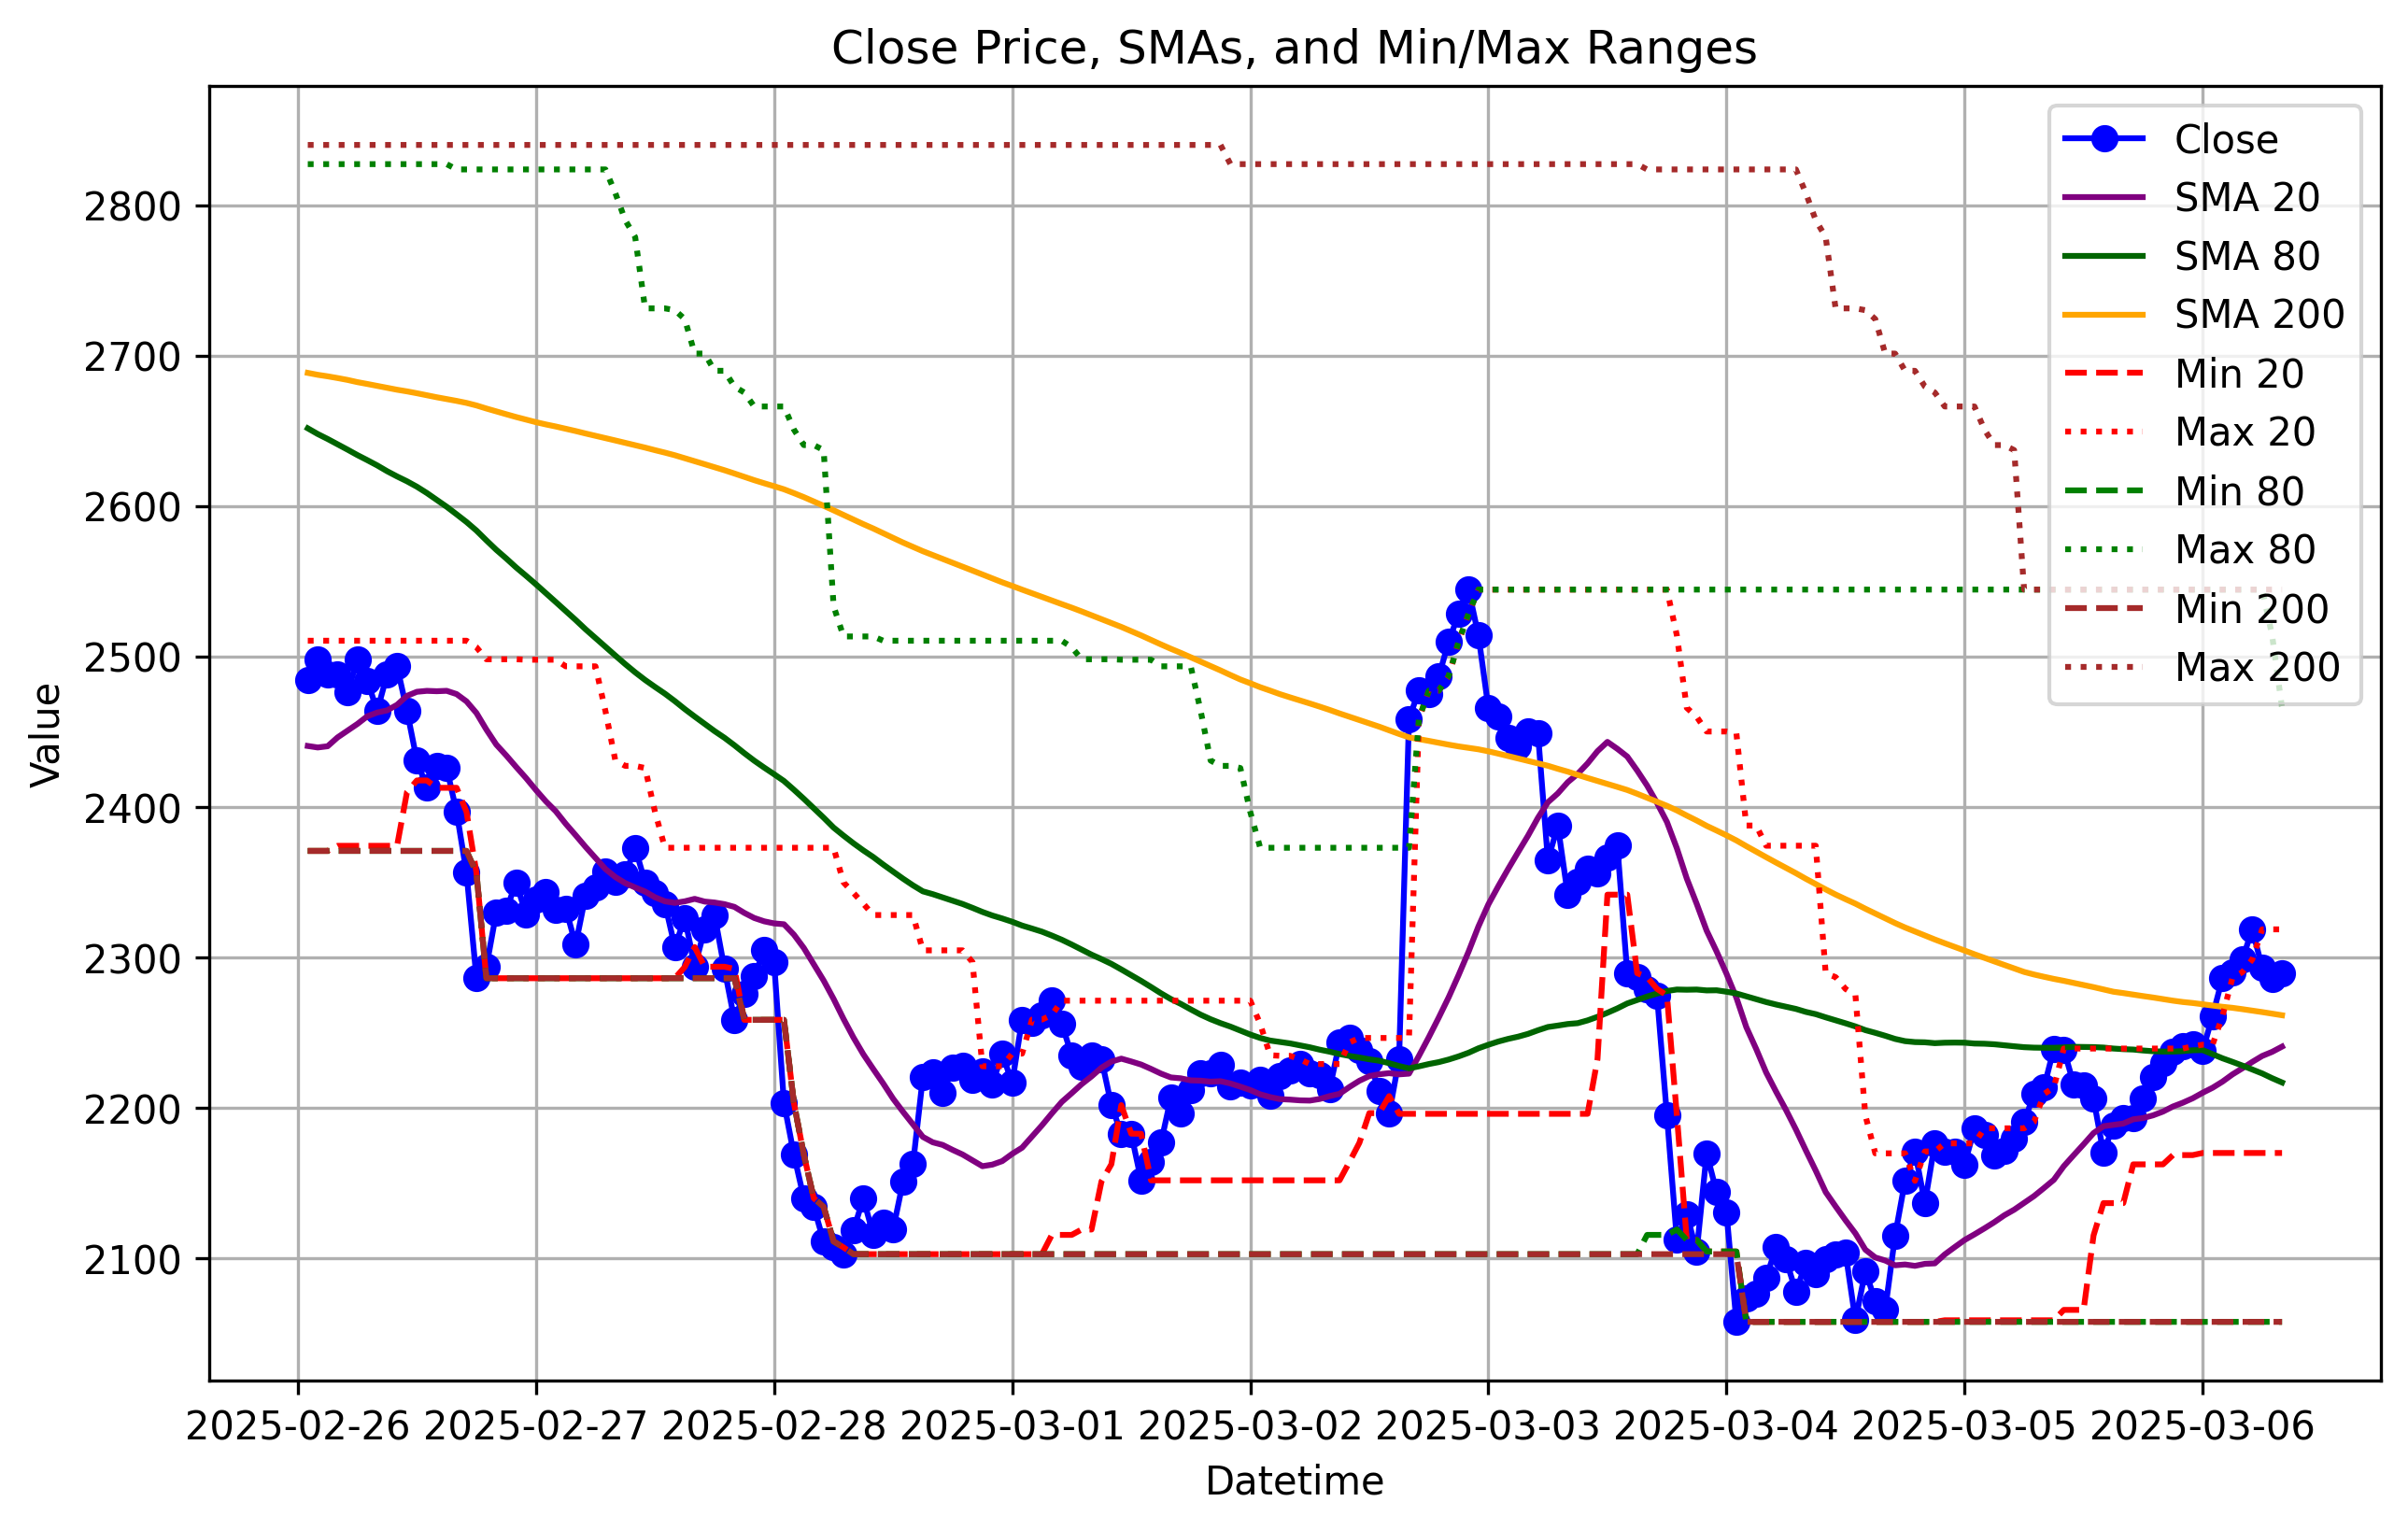 Close Price, SMAs, and Min/Max Ranges
Value
2800
2700
2600
2500
2400
2300
2200
2100
Close
SMA 20
SMA 80
SMA 200
Min 20
Max 20
Min 80
Max 80
Min 200
Max 200
2025-02-26 2025-02-27 2025-02-28 2025-03-01 2025-03-02 2025-03-03 2025-03-04 2025-03-05 2025-03-06
Datetime